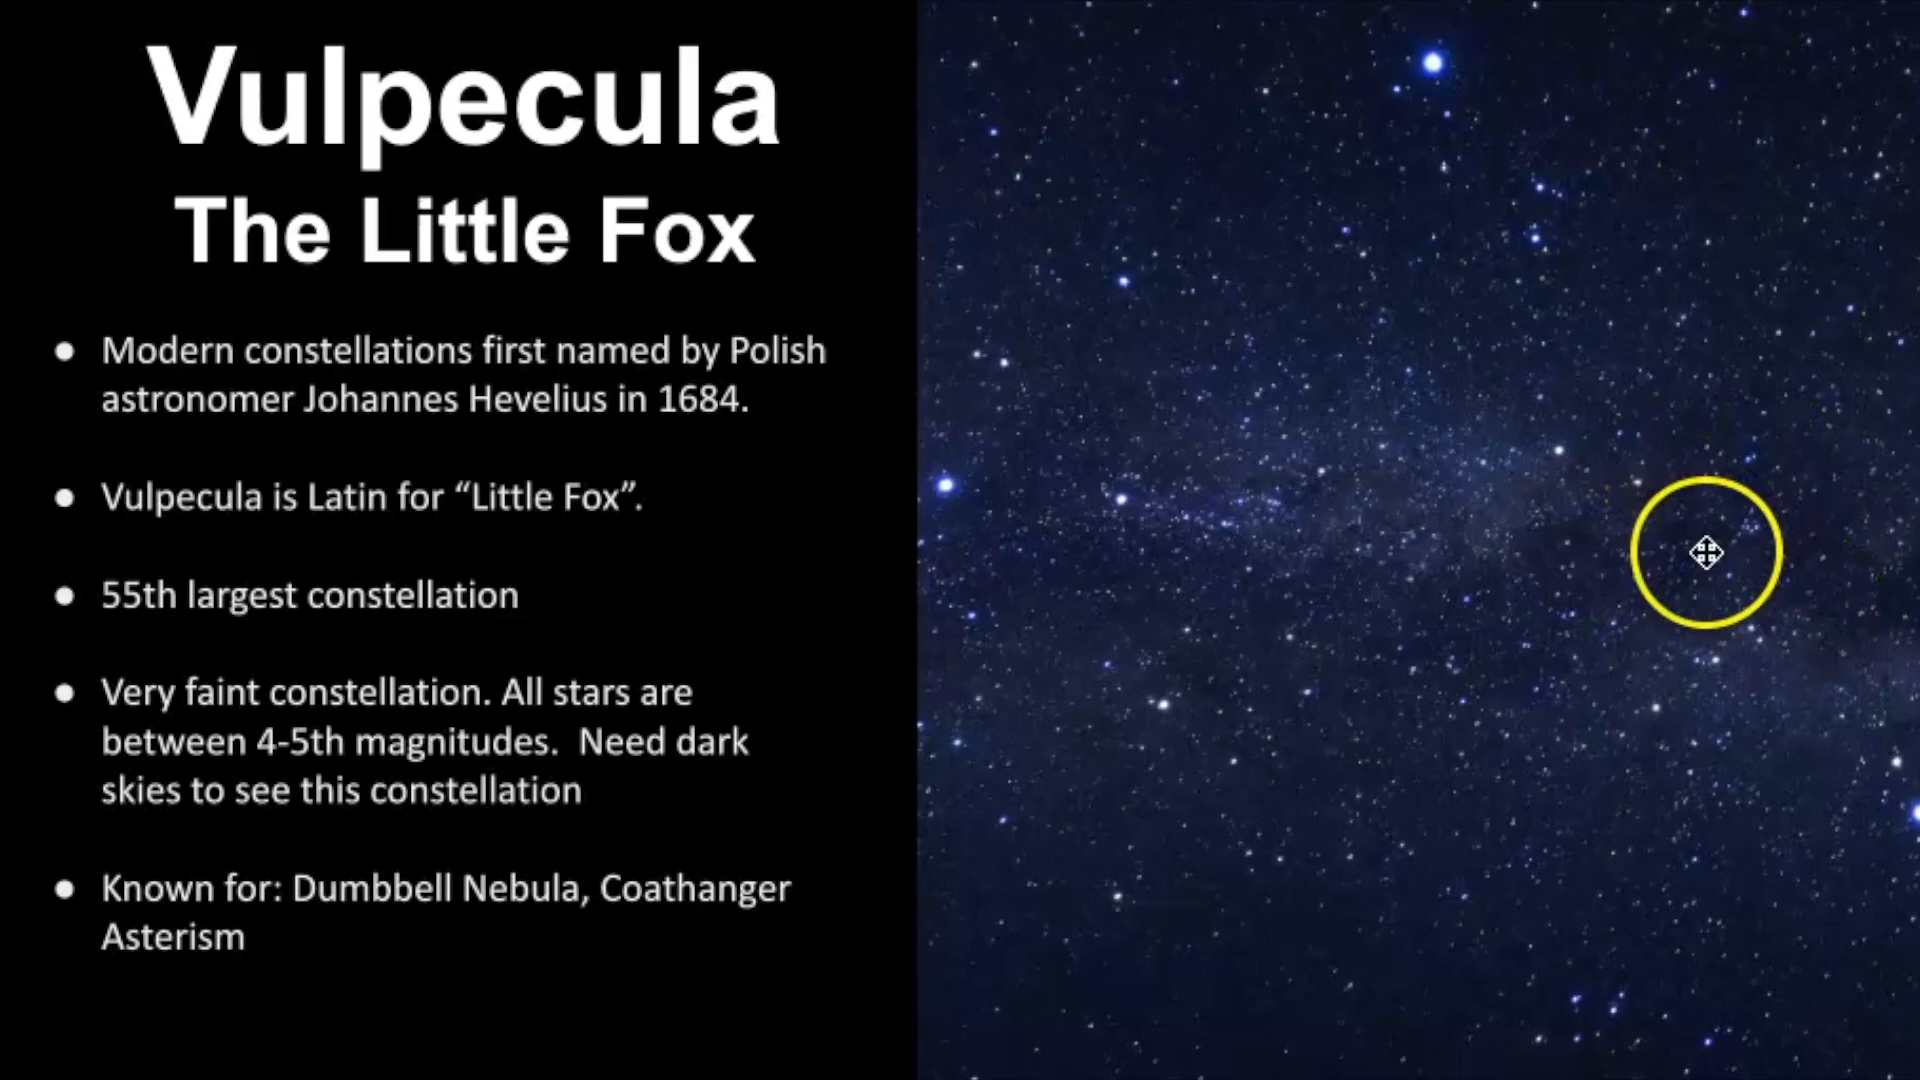 Vulpecula
The Little Fox
● Modern constellations first named by Polish
astronomer Johannes Hevelius in 1684.
● Vulpecula is Latin for “Little Fox”.
● 55th largest constellation
● Very faint constellation. All stars are
between 4-5th magnitudes.  Need dark
skies to see this constellation
● Known for: Dumbbell Nebula, Coathanger
Asterism